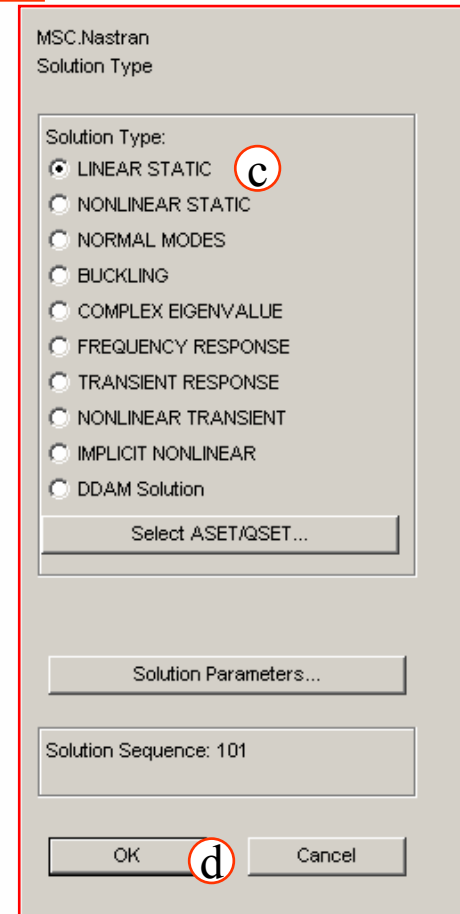 MSC.Nastran
Solution Type
Solution Type:
LINEAR STATIC c
NONLINEAR STATIC
NORMAL MODES
BUCKLING
COMPLEX EIGENVALUE
FREQUENCY RESPONSE
TRANSIENT RESPONSE
NONLINEAR TRANSIENT
IMPLICIT NONLINEAR
DDAM Solution
Select ASET/QSET...
Solution Parameters...
Solution Sequence: 101
OK d Cancel